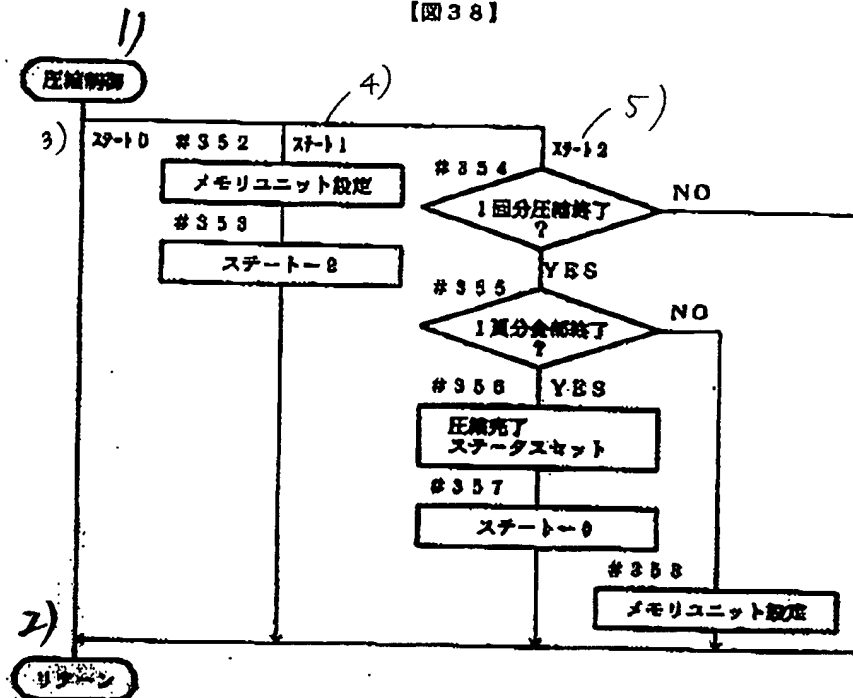 【図38】
1)
圧縮制御
4)
5)
3)
ステート0
#352
ステート1
ステート2
メモリユニット設定
#354
1回分圧縮終了
?
NO
YES
#353
ステート←2
#355
1頁分全部終了
?
NO
YES
#356
圧縮完了
ステータスセット
#357
ステート←0
#358
メモリユニット設定
2)
リターン